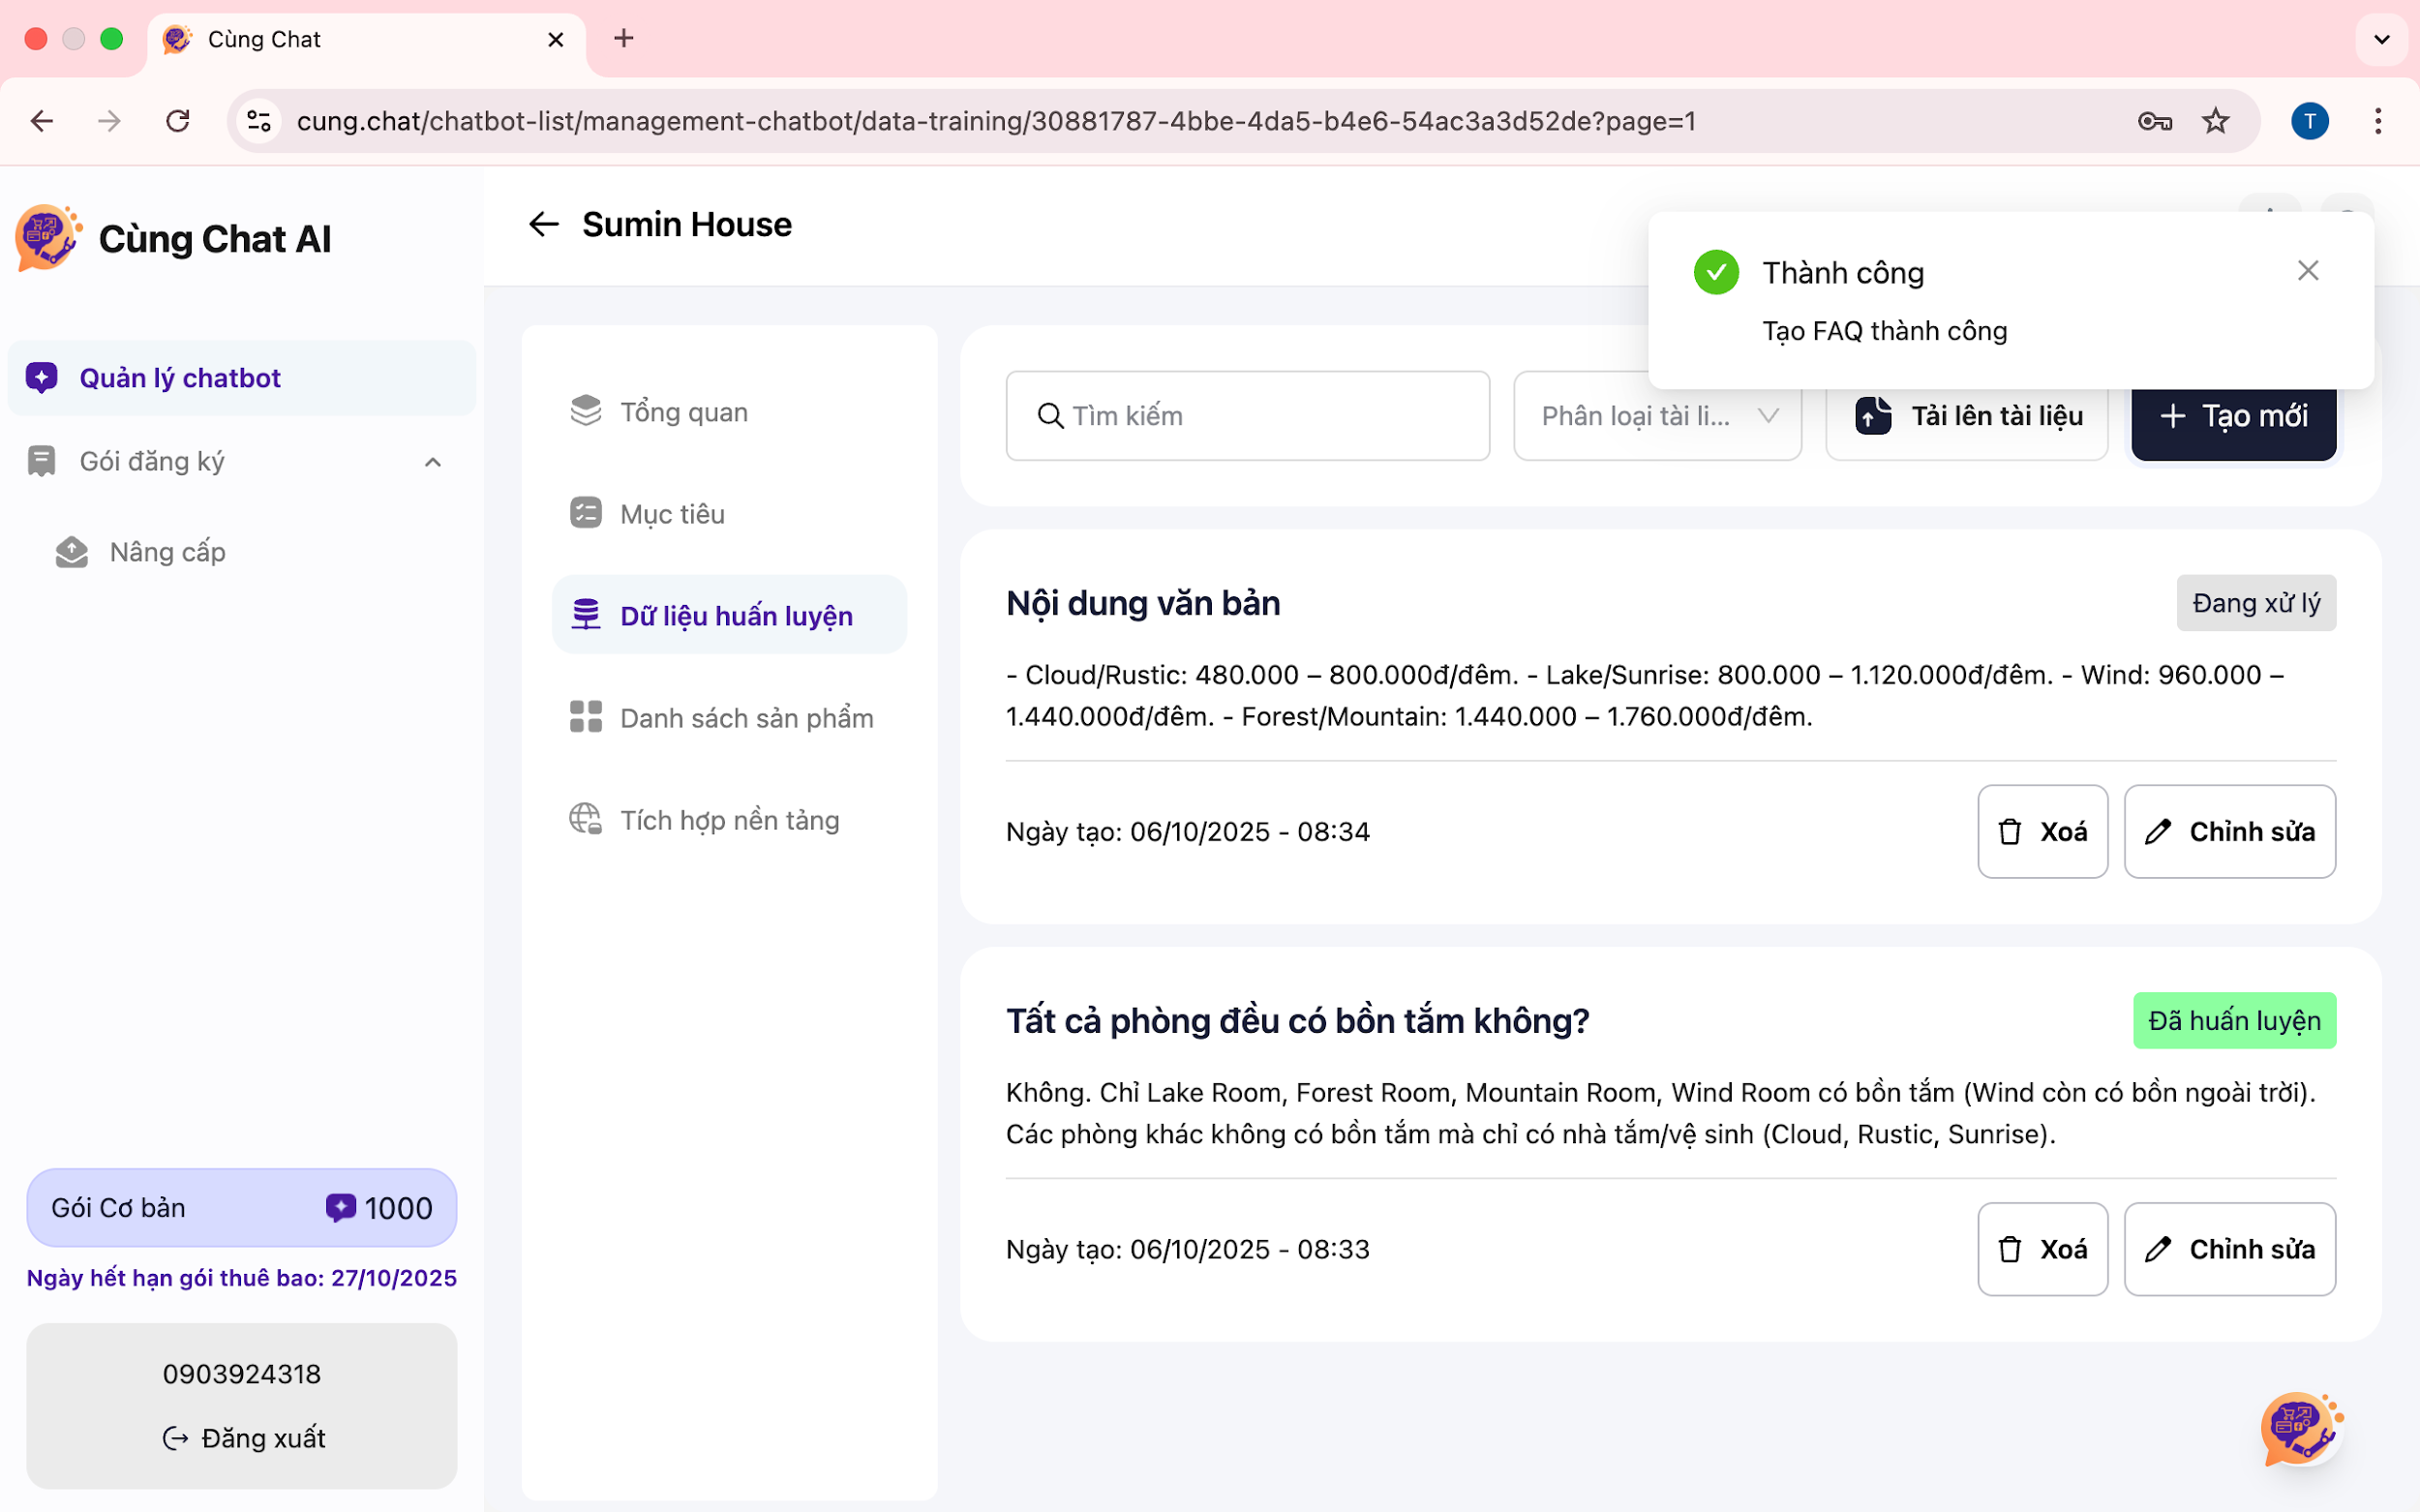 Cùng Chat
cung.chat/chatbot-list/management-chatbot/data-training/30881787-4bbe-4da5-b4e6-54ac3a3d52de?page=1
T
Cùng Chat AI
Quản lý chatbot
Gói đăng ký
Nâng cấp
Gói Cơ bản
1000
Ngày hết hạn gói thuê bao: 27/10/2025
0903924318
Đăng xuất
Sumin House
Thành công
Tạo FAQ thành công
Tổng quan
Mục tiêu
Dữ liệu huấn luyện
Danh sách sản phẩm
Tích hợp nền tảng
Tìm kiếm
Phân loại tài li...
Tải lên tài liệu
Tạo mới
Nội dung văn bản
Đang xử lý
- Cloud/Rustic: 480.000 – 800.000đ/đêm. - Lake/Sunrise: 800.000 – 1.120.000đ/đêm. - Wind: 960.000 –
1.440.000đ/đêm. - Forest/Mountain: 1.440.000 – 1.760.000đ/đêm.
Ngày tạo: 06/10/2025 - 08:34
Xoá
Chỉnh sửa
Tất cả phòng đều có bồn tắm không?
Đã huấn luyện
Không. Chỉ Lake Room, Forest Room, Mountain Room, Wind Room có bồn tắm (Wind còn có bồn ngoài trời).
Các phòng khác không có bồn tắm mà chỉ có nhà tắm/vệ sinh (Cloud, Rustic, Sunrise).
Ngày tạo: 06/10/2025 - 08:33
Xoá
Chỉnh sửa